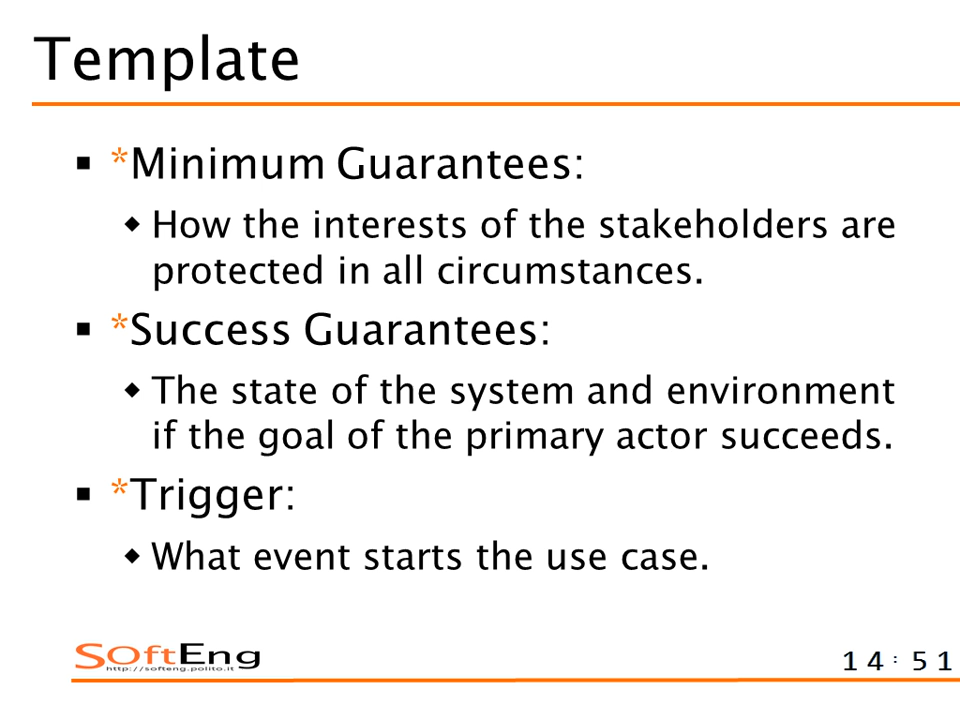 Template
▪ *Minimum Guarantees:
◆ How the interests of the stakeholders are
protected in all circumstances.
▪ *Success Guarantees:
◆ The state of the system and environment
if the goal of the primary actor succeeds.
▪ *Trigger:
◆ What event starts the use case.
SOftEng
http://softeng.polito.it
14:51